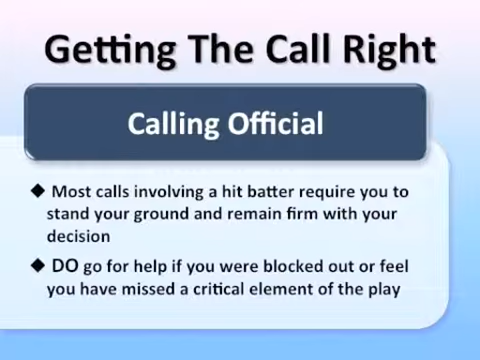 Getting The Call Right
Calling Official
◆ Most calls involving a hit batter require you to
stand your ground and remain firm with your
decision
◆ DO go for help if you were blocked out or feel
you have missed a critical element of the play